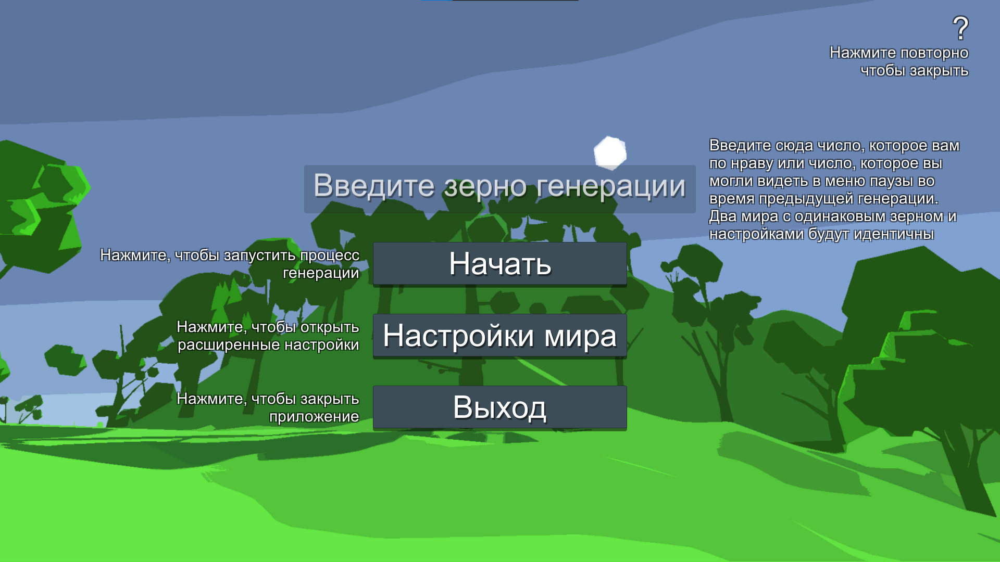 ?
Нажмите повторно
чтобы закрыть
Введите сюда число, которое вам
по нраву или число, которое вы
могли видеть в меню паузы во
время предыдущей генерации.
Два мира с одинаковым зерном и
настройками будут идентичны
Введите зерно генерации
Нажмите, чтобы запустить процесс
генерации
Начать
Нажмите, чтобы открыть
расширенные настройки
Настройки мира
Нажмите, чтобы закрыть
приложение
Выход